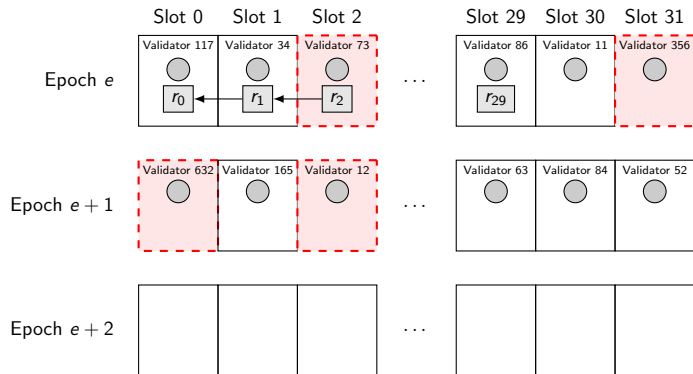 Slot 0 Slot 1 Slot 2 Slot 29 Slot 30 Slot 31
Epoch e Validator 117 Validator 34 Validator 73 ... Validator 86 Validator 11 Validator 356
r0 r1 r2 r29
Epoch e + 1 Validator 632 Validator 165 Validator 12 ... Validator 63 Validator 84 Validator 52
Epoch e + 2 ...